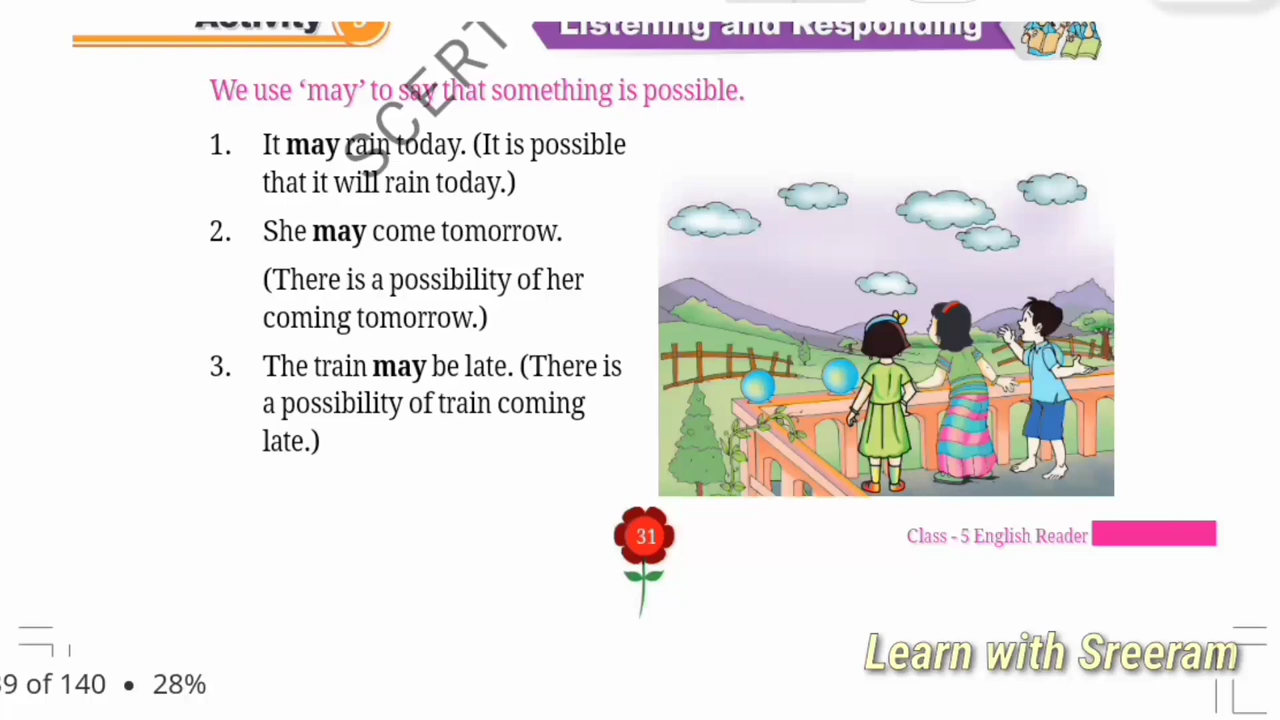 Activity
Listening and Responding
SCERT
We use ‘may’ to say that something is possible.
1. It may rain today. (It is possible
that it will rain today.)
2. She may come tomorrow.
(There is a possibility of her
coming tomorrow.)
3. The train may be late. (There is
a possibility of train coming
late.)
31
Class - 5 English Reader
Learn with Sreeram
9 of 140 • 28%